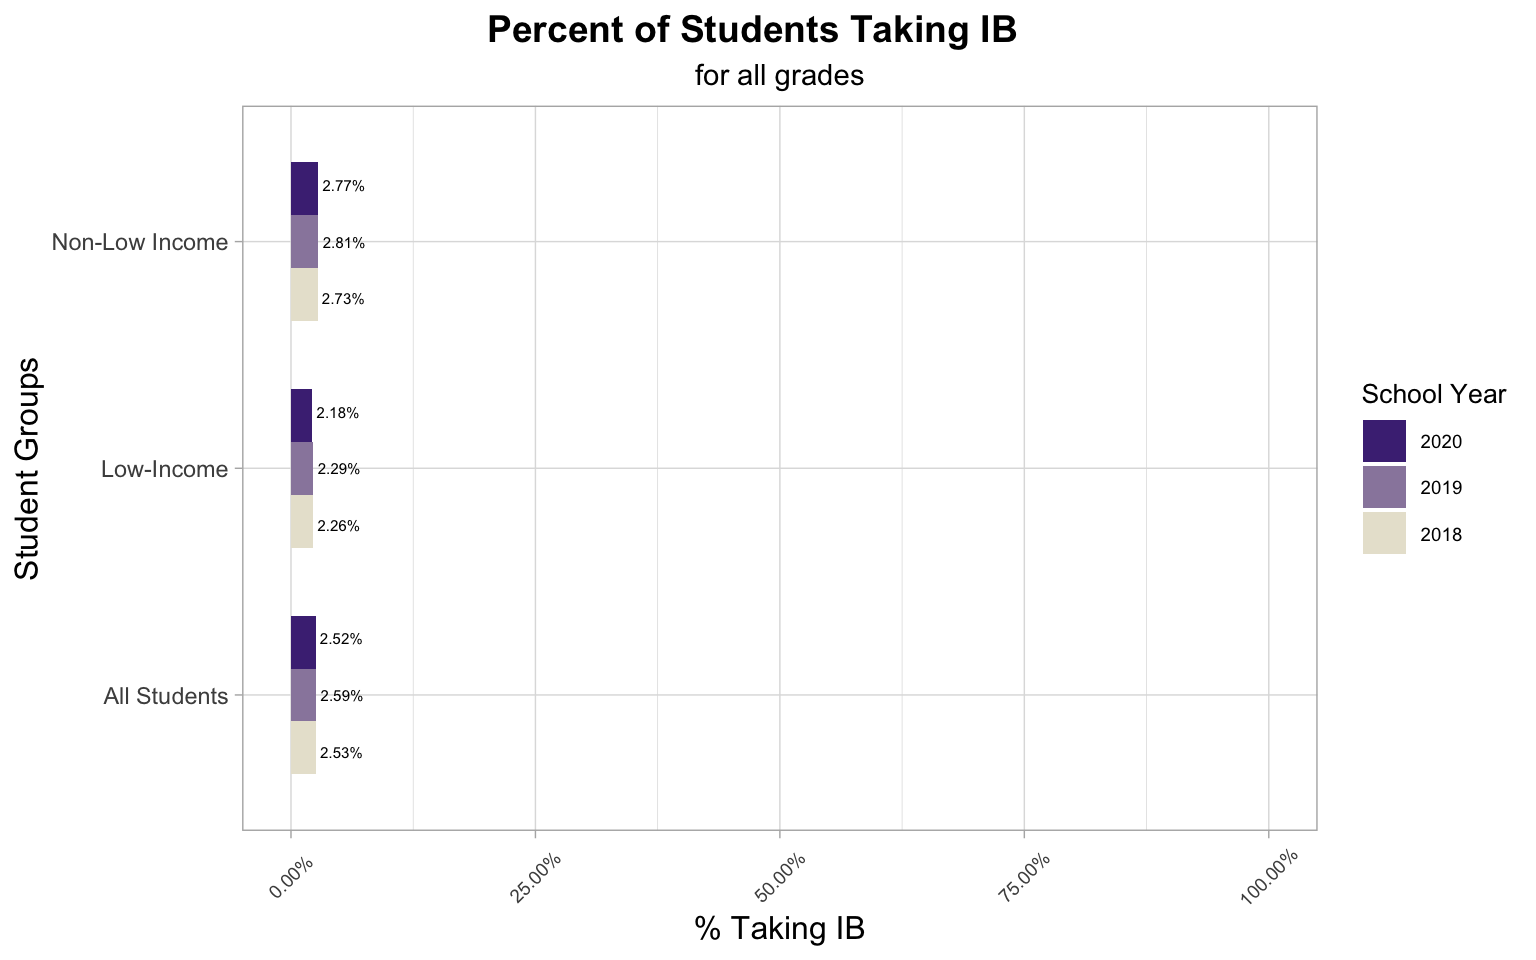 Percent of Students Taking IB
for all grades
Student Groups
Non-Low Income
2.77%
2.81%
2.73%
Low-Income
2.18%
2.29%
2.26%
All Students
2.52%
2.59%
2.53%
0.00%
25.00%
50.00%
75.00%
100.00%
% Taking IB
School Year
2020
2019
2018